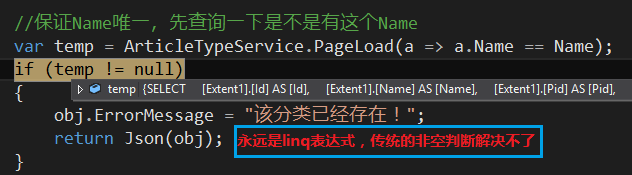 //保证Name唯一，先查询一下是不是有这个Name
var temp = ArticleTypeService.PageLoad(a => a.Name == Name);
if (temp != null)
temp {SELECT [Extent1].[Id] AS [Id], [Extent1].[Name] AS [Name], [Extent1].[Pid] AS [Pid],
{
obj.ErrorMessage = "该分类已经存在！";
return Json(obj); 永远是linq表达式，传统的非空判断解决不了
}